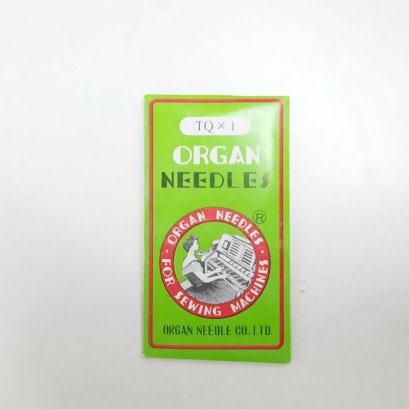 TQ × 1
ORGAN
NEEDLES
®
· ORGAN NEEDLES ·
FOR SEWING MACHINES
ORGAN NEEDLE CO. LTD.